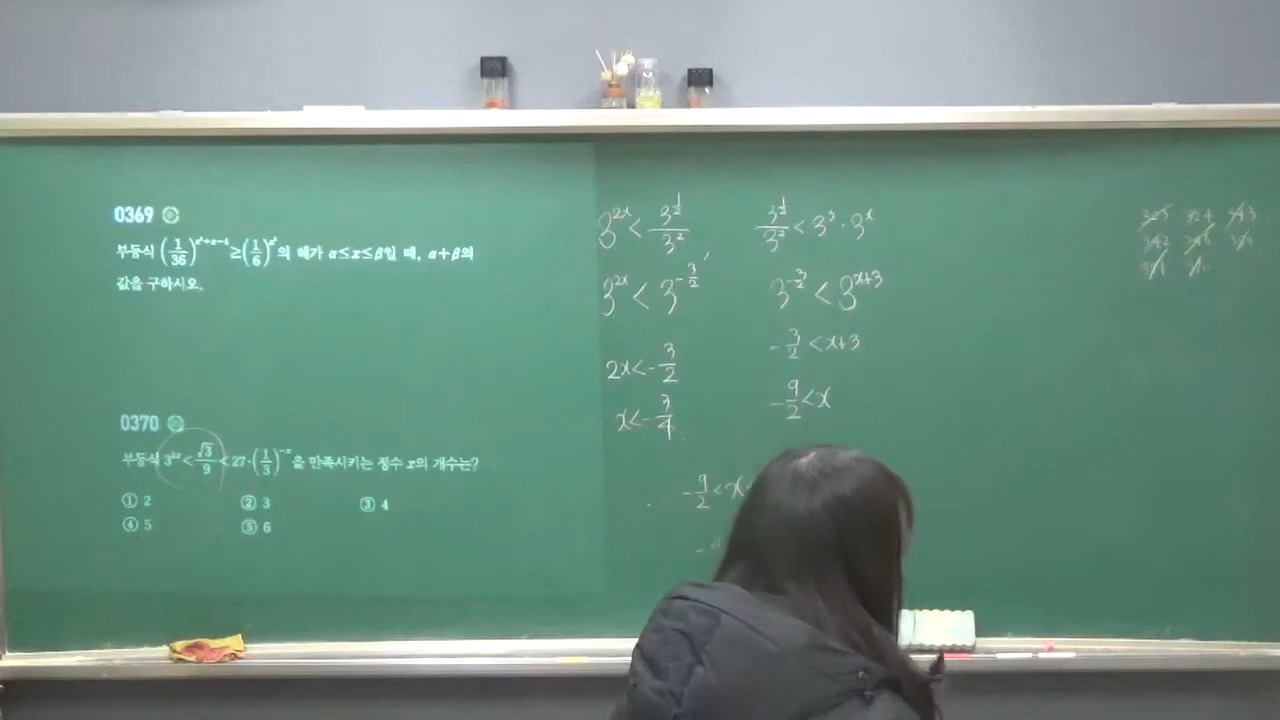 0369
부등식 (1/36)^(x²+x-4) ≥ (1/6)^(x²) 의 해가 α≤x≤β일 때, α+β의
값을 구하시오.
0370
부등식 3^(2x) < √3/9 < 27·(1/3)^(-x) 을 만족시키는 정수 x의 개수는?
① 2 ② 3 ③ 4
④ 5 ⑤ 6
3^(2x) < 3^(1/2)/3^2
3^(2x) < 3^(-3/2)
2x < -3/2
x < -3/4
3^(1/2)/3^2 < 3^3 · 3^x
3^(-3/2) < 3^(x+3)
-3/2 < x+3
-9/2 < x
-9/2 < x <
-4
324